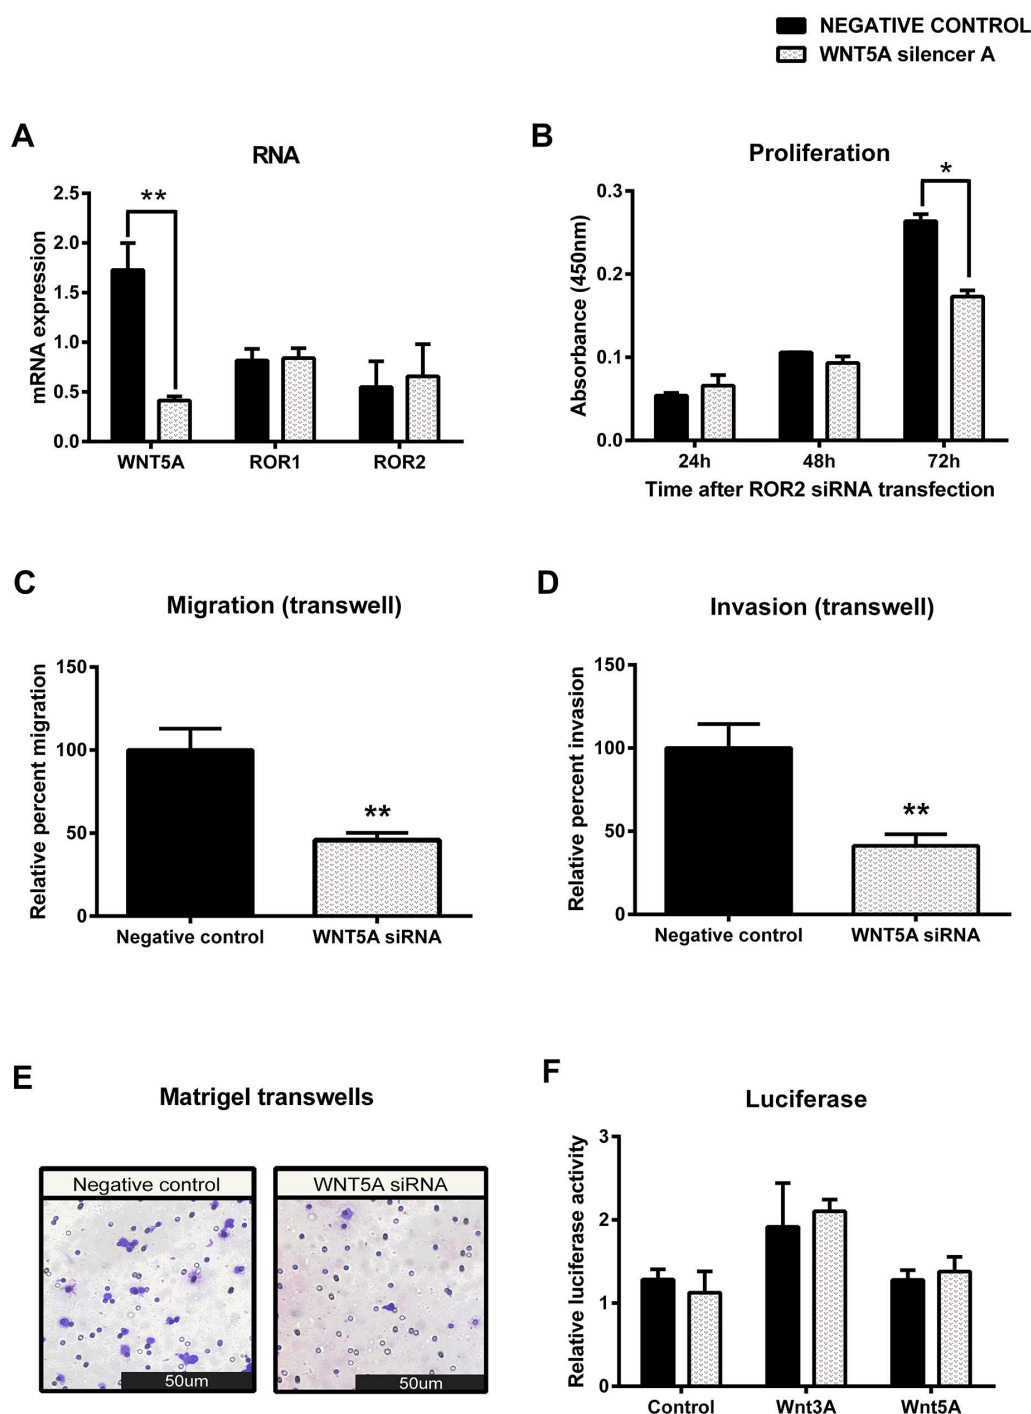 NEGATIVE CONTROL
WNT5A silencer A
A
RNA
mRNA expression
2.5
2.0
1.5
1.0
0.5
0.0
**
WNT5A ROR1 ROR2
B
Proliferation
Absorbance (450nm)
0.3
0.2
0.1
0.0
*
24h 48h 72h
Time after ROR2 siRNA transfection
C
Migration (transwell)
Relative percent migration
150
100
50
0
**
Negative control WNT5A siRNA
D
Invasion (transwell)
Relative percent invasion
150
100
50
0
**
Negative control WNT5A siRNA
E
Matrigel transwells
Negative control WNT5A siRNA
50um 50um
F
Luciferase
Relative luciferase activity
3
2
1
0
Control Wnt3A Wnt5A